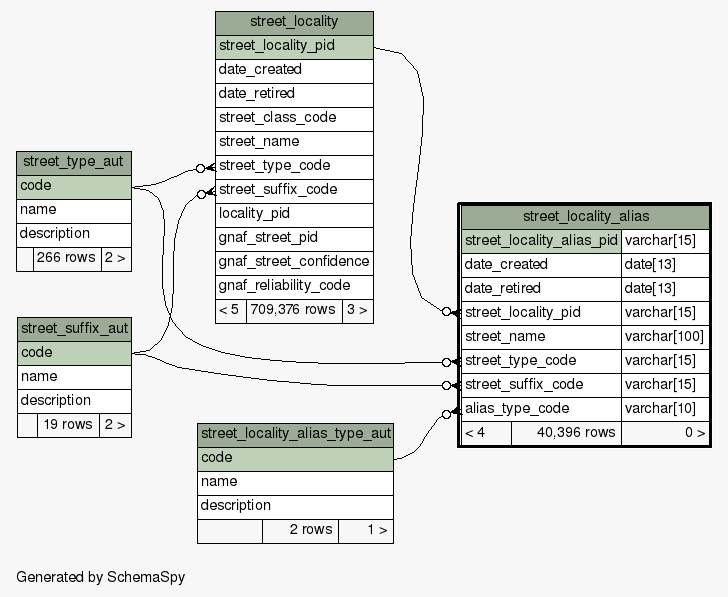 street_locality
street_locality_pid
date_created
date_retired
street_class_code
street_name
street_type_code
street_suffix_code
locality_pid
gnaf_street_pid
gnaf_street_confidence
gnaf_reliability_code
< 5 709,376 rows 3 >
street_type_aut
code
name
description
266 rows 2 >
street_suffix_aut
code
name
description
19 rows 2 >
street_locality_alias
street_locality_alias_pid varchar[15]
date_created date[13]
date_retired date[13]
street_locality_pid varchar[15]
street_name varchar[100]
street_type_code varchar[15]
street_suffix_code varchar[15]
alias_type_code varchar[10]
< 4 40,396 rows 0 >
street_locality_alias_type_aut
code
name
description
2 rows 1 >
Generated by SchemaSpy